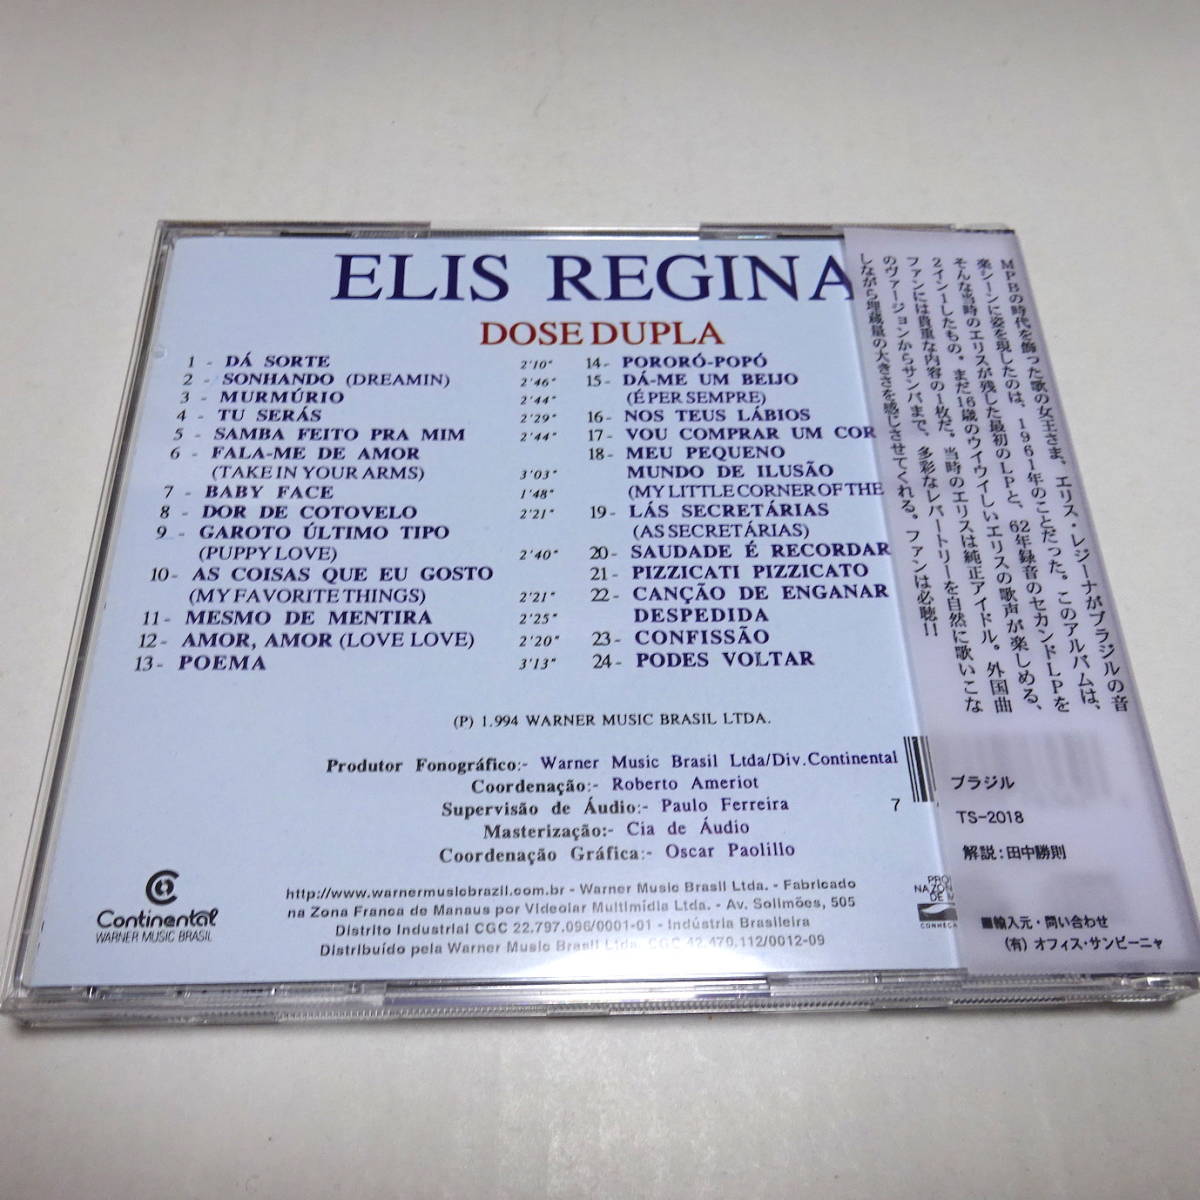 ELIS REGINA
DOSE DUPLA
1 - DÁ SORTE 2'10"
2 - SONHANDO (DREAMIN) 2'46"
3 - MURMÚRIO 2'44"
4 - TU SERÁS 2'29"
5 - SAMBA FEITO PRA MIM 2'44"
6 - FALA-ME DE AMOR
(TAKE IN YOUR ARMS) 3'03"
7 - BABY FACE 1'48"
8 - DOR DE COTOVELO 2'21"
9 - GAROTO ÚLTIMO TIPO
(PUPPY LOVE) 2'40"
10- AS COISAS QUE EU GOSTO
(MY FAVORITE THINGS) 2'21"
11- MESMO DE MENTIRA 2'25"
12- AMOR, AMOR (LOVE LOVE) 2'20"
13- POEMA 3'13"
14- PORORÓ-POPÓ
15- DÁ-ME UM BEIJO
(É PER SEMPRE)
16- NOS TEUS LÁBIOS
17- VOU COMPRAR UM COR
18- MEU PEQUENO
MUNDO DE ILUSÃO
(MY LITTLE CORNER OF THE
19- LÁS SECRETÁRIAS
(AS SECRETÁRIAS)
20- SAUDADE É RECORDAR
21- PIZZICATI PIZZICATO
22- CANÇÃO DE ENGANAR
DESPEDIDA
23- CONFISSÃO
24- PODES VOLTAR
(P) 1.994 WARNER MUSIC BRASIL LTDA.
Produtor Fonográfico:- Warner Music Brasil Ltda/Div.Continental
Coordenação:- Roberto Ameriot
Supervisão de Áudio:- Paulo Ferreira
Masterização:- Cia de Áudio
Coordenação Gráfica:- Oscar Paolillo
http://www.warnermusicbrazil.com.br - Warner Music Brasil Ltda. - Fabricado
na Zona Franca de Manaus por Videolar Multimídia Ltda. - Av. Solimões, 505
Distrito Industrial CGC 22.797.096/0001-01 - Indústria Brasileira
Distribuído pela Warner Music Brasil Ltda. CGC 42.470.112/0012-09
Continental
WARNER MUSIC BRASIL
7
PRO
NA ZON
DE M
CONHEÇA
MPBの時代を飾った歌の女王さま、エリス・レジーナがブラジルの音
楽シーンに姿を現したのは、1961年のことだった。このアルバムは、
そんな当時のエリスが残した最初のLPと、62年録音のセカンドLPを
2イン1したもの。まだ16歳のウイウイしいエリスの歌声が楽しめる、
ファンには貴重な内容の1枚だ。当時のエリスは純正アイドル。外国曲
のヴァージョンからサンバまで、多彩なレパートリーを自然に歌いこな
しながら埋蔵量の大きさを感じさせてくれる。ファンは必聴!!
ブラジル
TS-2018
解説:田中勝則
■輸入元・問い合わせ
(有) オフィス・サンビーニャ